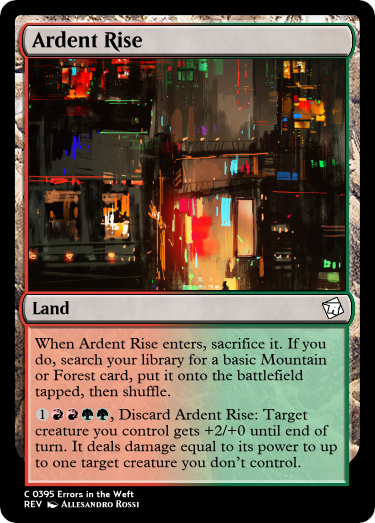 Ardent Rise
Land
When Ardent Rise enters, sacrifice it. If you
do, search your library for a basic Mountain
or Forest card, put it onto the battlefield
tapped, then shuffle.
1 R R G G, Discard Ardent Rise: Target
creature you control gets +2/+0 until end of
turn. It deals damage equal to its power to up
to one target creature you don't control.
C 0395 Errors in the Weft
REV Allesandro Rossi